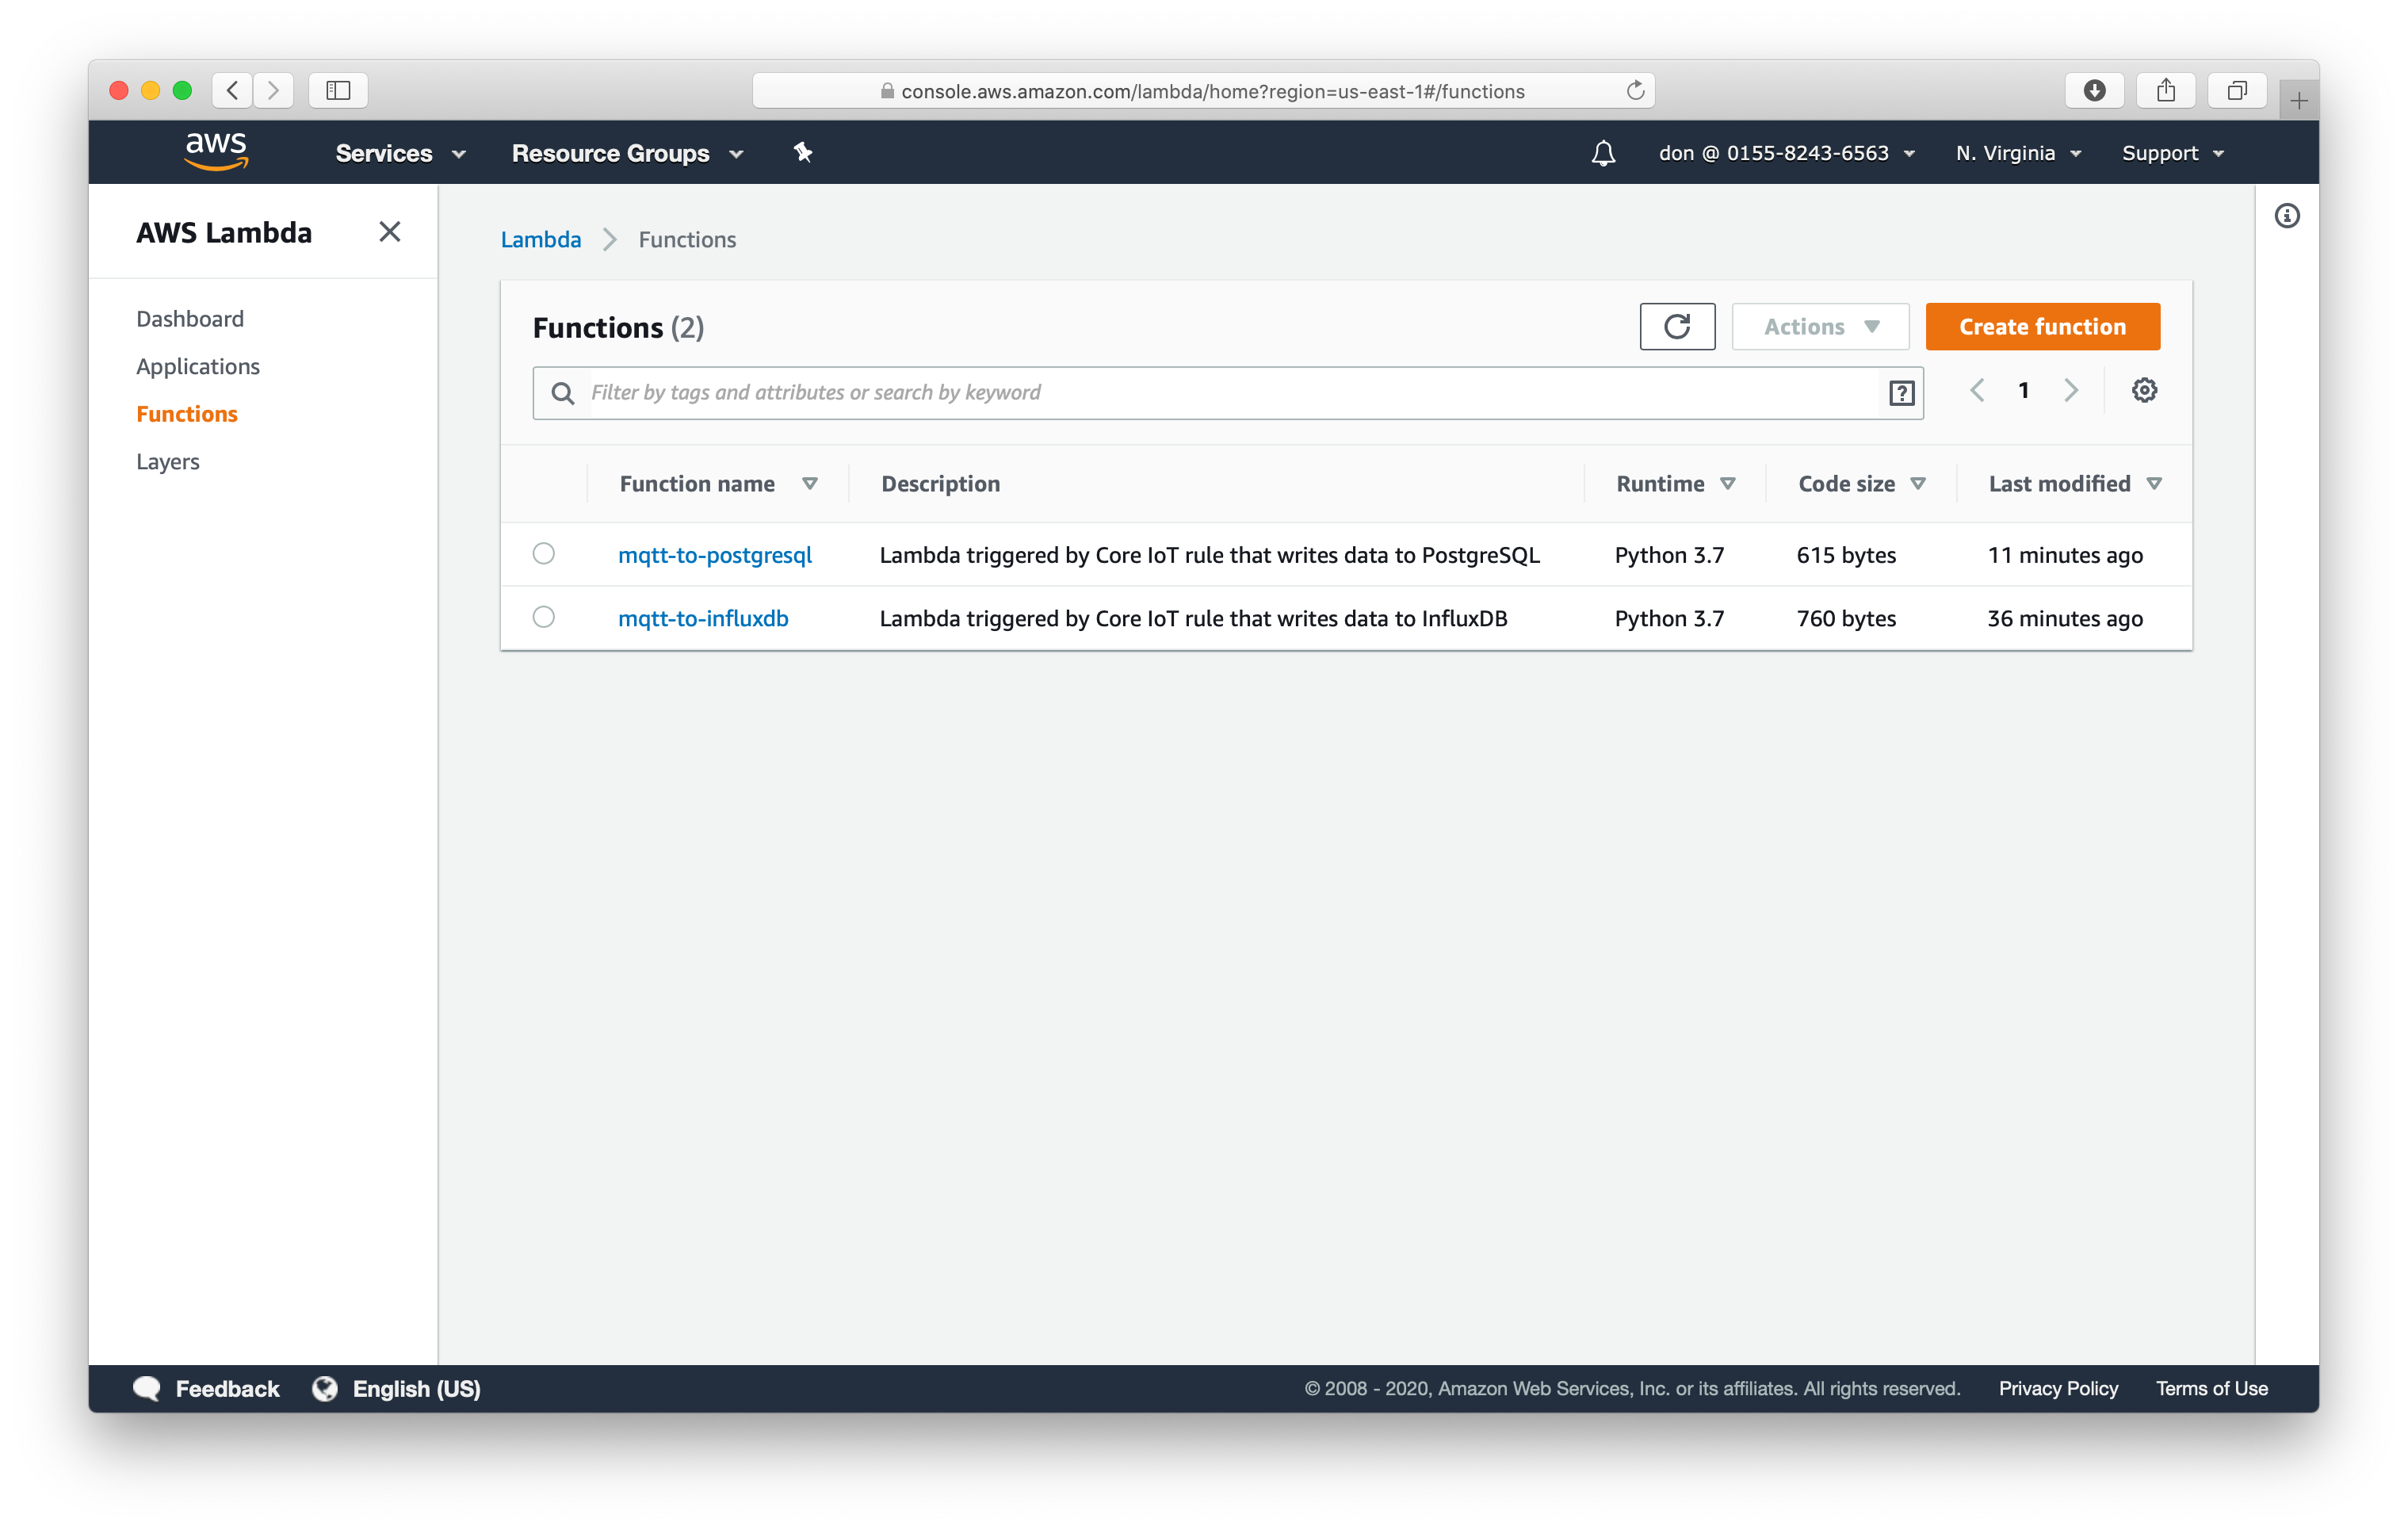 console.aws.amazon.com/lambda/home?region=us-east-1#/functions
aws Services Resource Groups don @ 0155-8243-6563 N. Virginia Support
AWS Lambda
Dashboard
Applications
Functions
Layers
Lambda Functions
Functions (2) Actions Create function
Filter by tags and attributes or search by keyword ? 1
Function name Description Runtime Code size Last modified
mqtt-to-postgresql Lambda triggered by Core IoT rule that writes data to PostgreSQL Python 3.7 615 bytes 11 minutes ago
mqtt-to-influxdb Lambda triggered by Core IoT rule that writes data to InfluxDB Python 3.7 760 bytes 36 minutes ago
Feedback English (US) © 2008 - 2020, Amazon Web Services, Inc. or its affiliates. All rights reserved. Privacy Policy Terms of Use